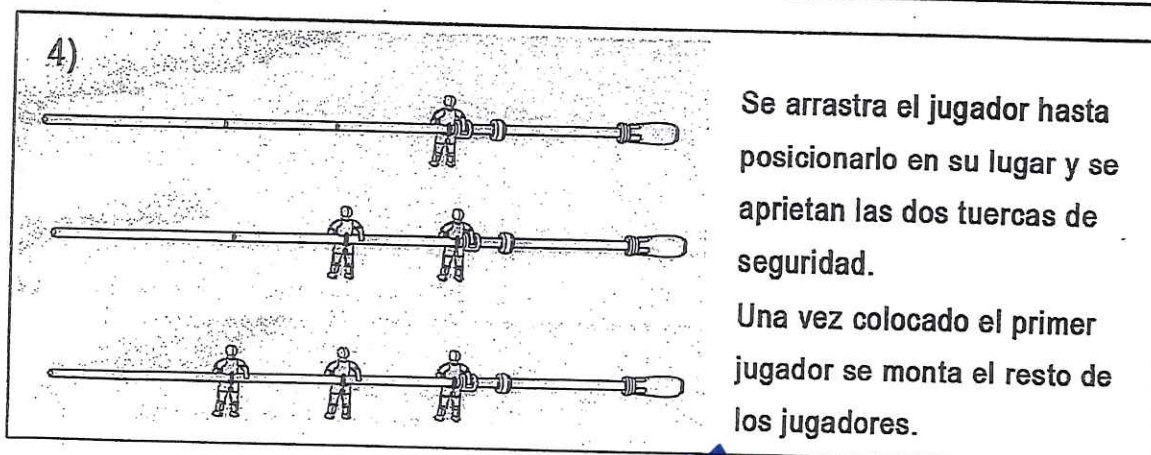 4)
Se arrastra el jugador hasta
posicionarlo en su lugar y se
aprietan las dos tuercas de
seguridad.
Una vez colocado el primer
jugador se monta el resto de
los jugadores.